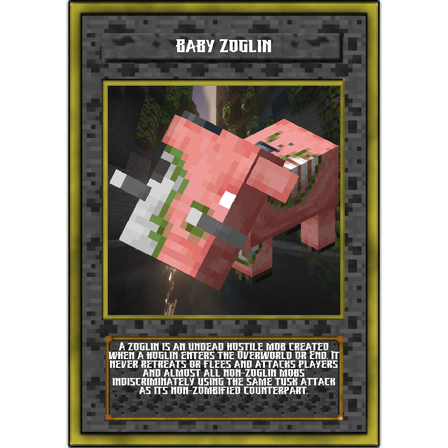 BABY ZOGLIN
A ZOGLIN IS AN UNDEAD HOSTILE MOB CREATED
WHEN A HOGLIN ENTERS THE OVERWORLD OR END. IT
NEVER RETREATS OR FLEES AND ATTACKS PLAYERS
AND ALMOST ALL NON-ZOGLIN MOBS
INDISCRIMINATELY USING THE SAME TUSK ATTACK
AS ITS NON-ZOMBIFIED COUNTERPART.